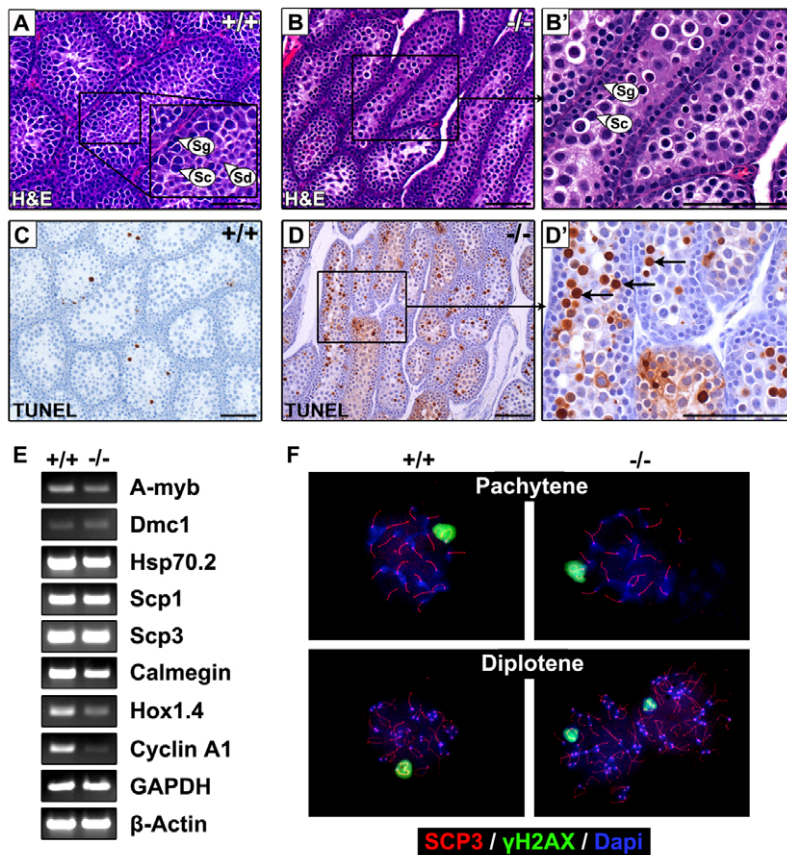 A +/+
Sg
Sc Sd
H&E
B -/-
H&E
B'
Sg
Sc
C +/+
TUNEL
D -/-
TUNEL
D'
E +/+ -/-
A-myb
Dmc1
Hsp70.2
Scp1
Scp3
Calmegin
Hox1.4
Cyclin A1
GAPDH
β-Actin
F +/+ -/-
Pachytene
Diplotene
SCP3 / γH2AX / Dapi